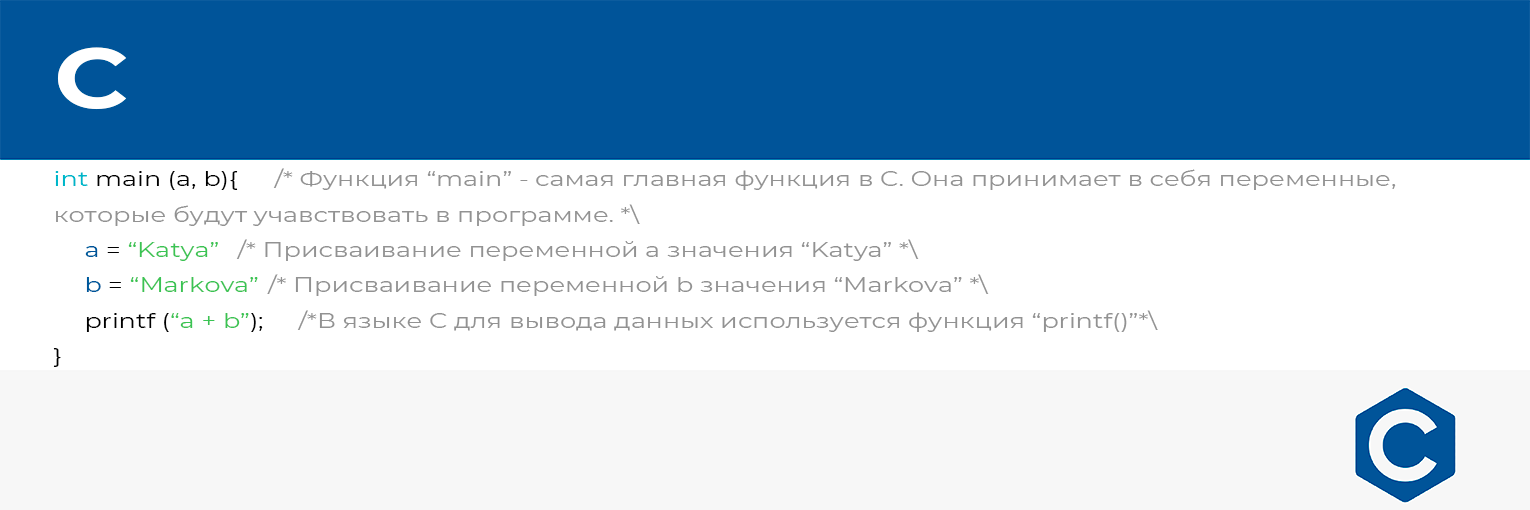 C
int main (a, b){ /* Функция “main” - самая главная функция в C. Она принимает в себя переменные,
которые будут учавствовать в программе. *\
a = “Katya” /* Присваивание переменной a значения “Katya” *\
b = “Markova” /* Присваивание переменной b значения “Markova” *\
printf (“a + b”); /*В языке C для вывода данных используется функция “printf()”*\
}
C